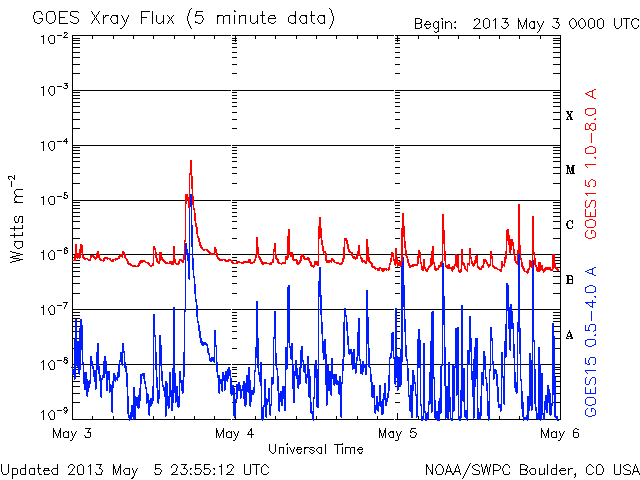 GOES Xray Flux (5 minute data)
Begin: 2013 May 3 0000 UTC
10⁻²
10⁻³
10⁻⁴
10⁻⁵
10⁻⁶
10⁻⁷
10⁻⁸
10⁻⁹
Watts m⁻²
X
M
C
B
A
GOES15 1.0-8.0 A
GOES15 0.5-4.0 A
May 3
May 4
May 5
May 6
Universal Time
Updated 2013 May 5 23:55:12 UTC
NOAA/SWPC Boulder, CO USA